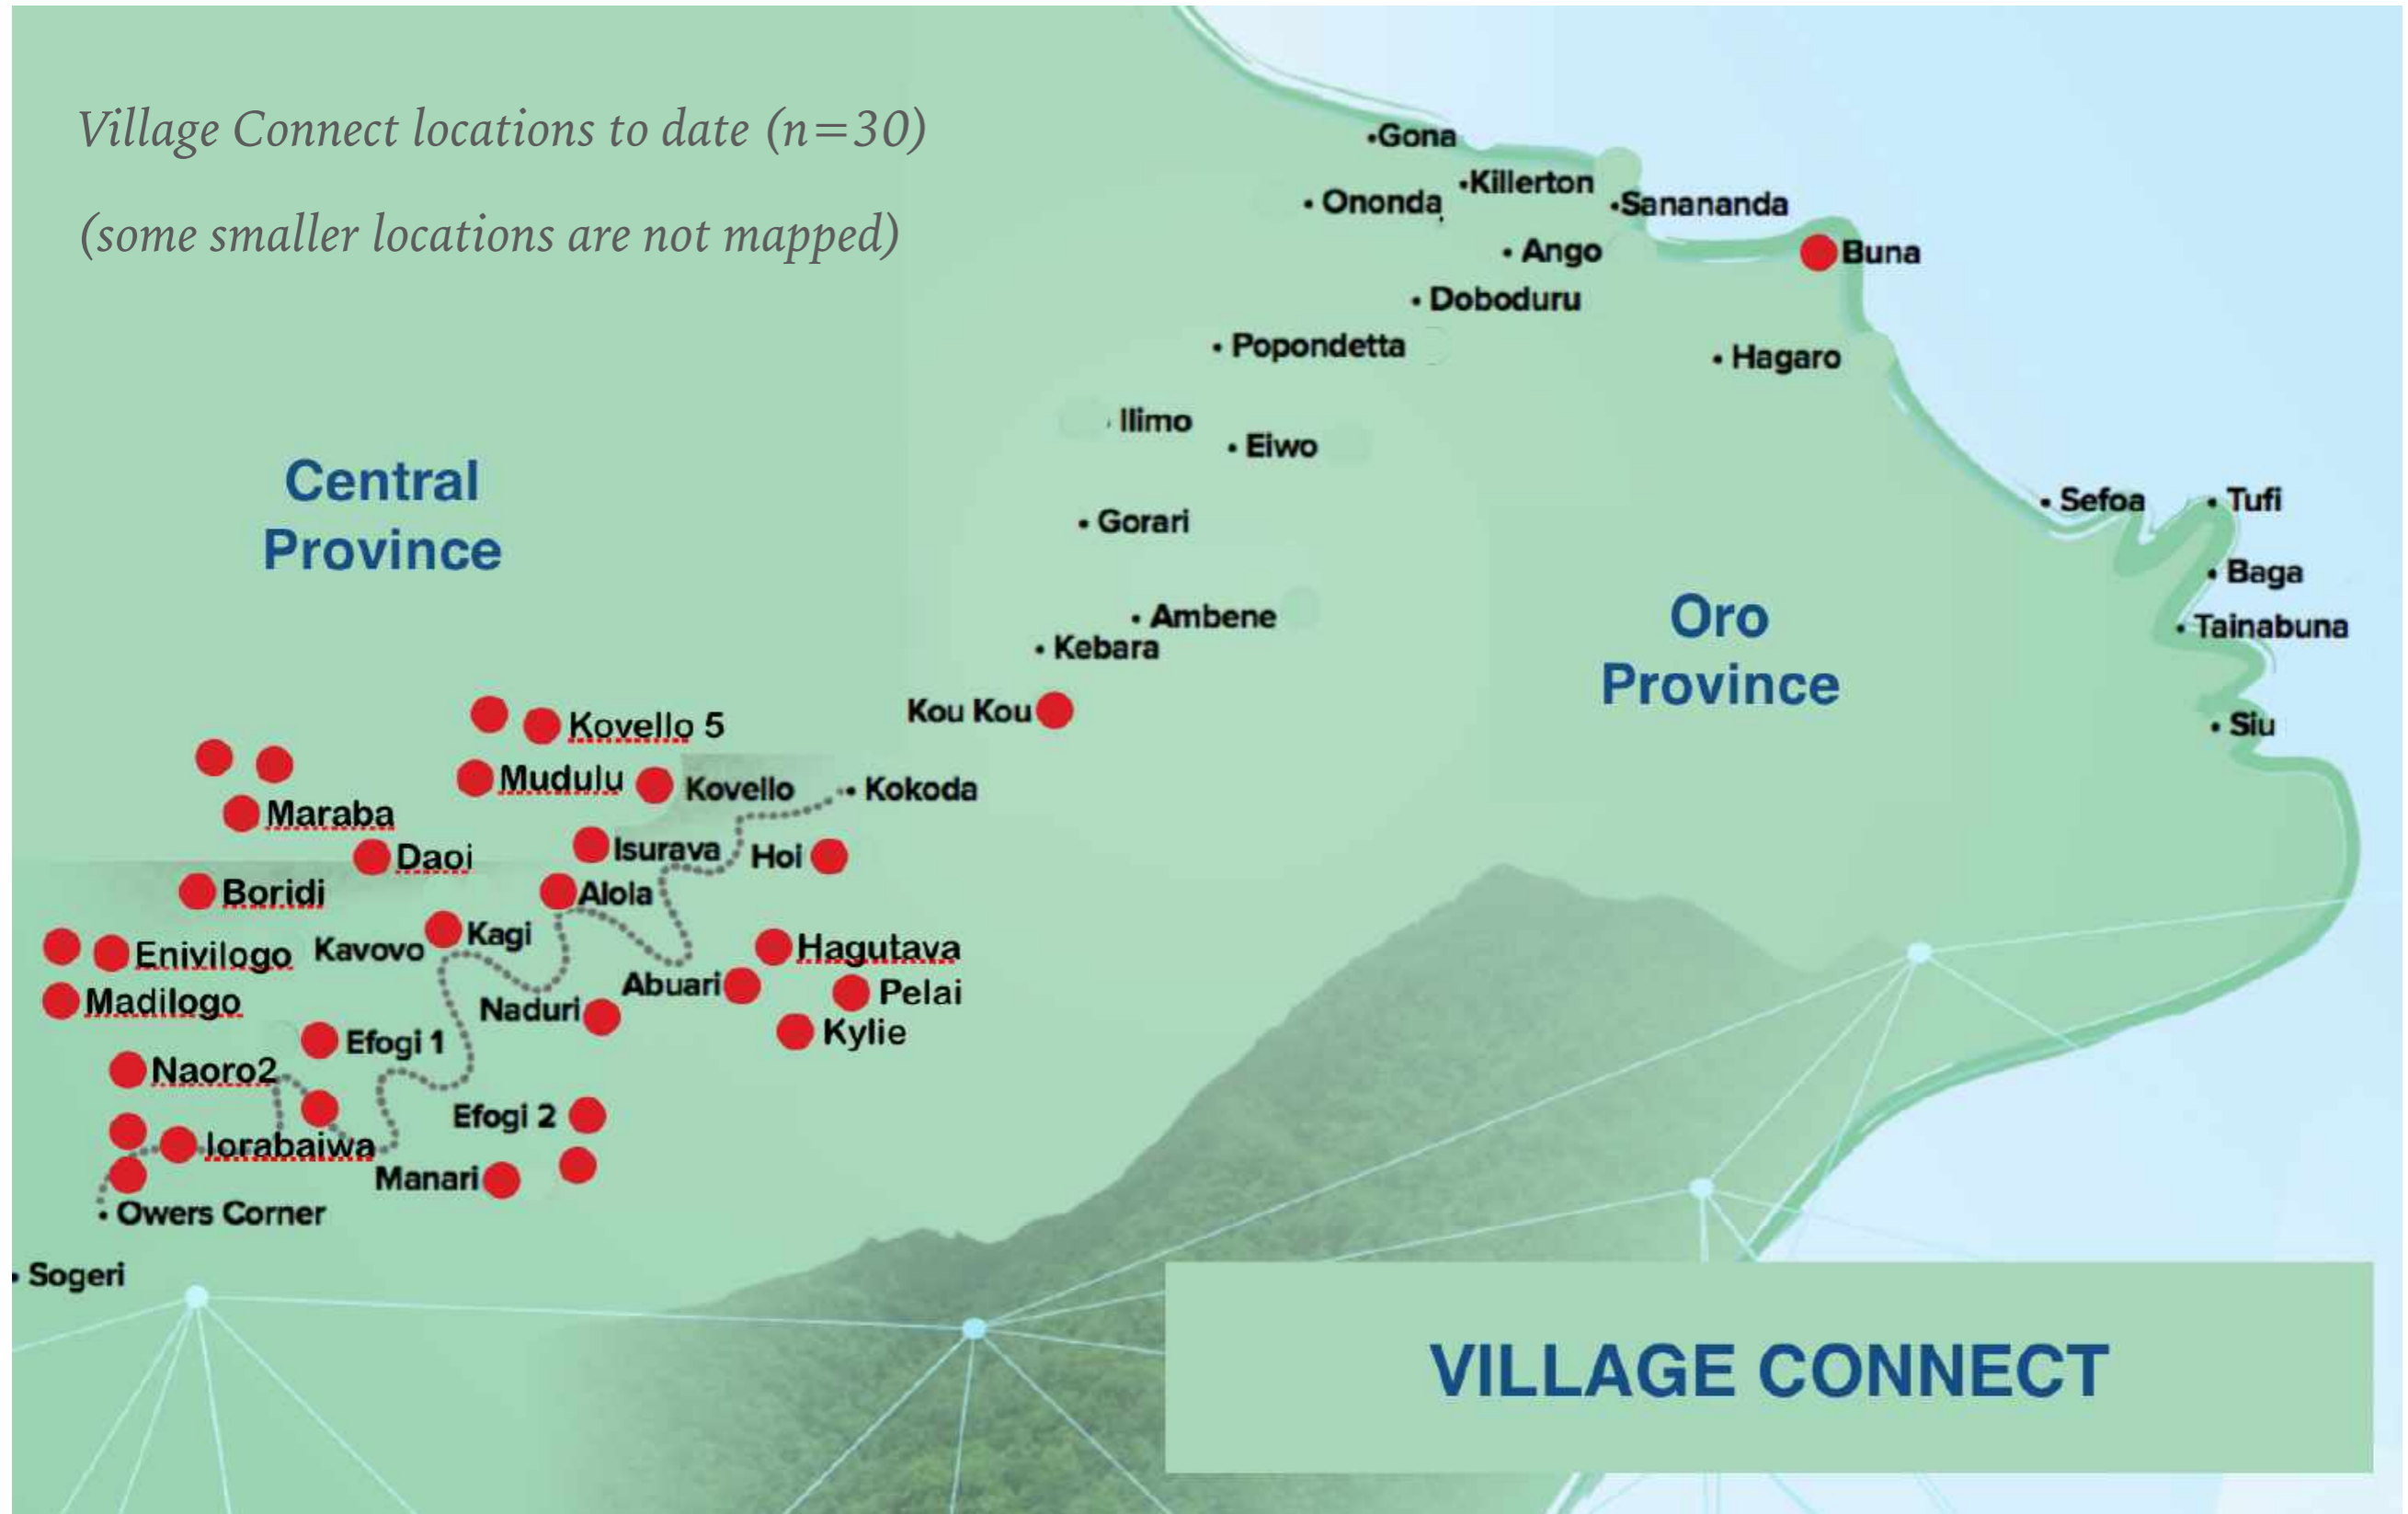 Village Connect locations to date (n=30)
(some smaller locations are not mapped)
•Gona
•Killerton
• Ononda
•Sanananda
• Ango
Buna
• Doboduru
• Popondetta
• Hagaro
Ilimo
• Eiwo
Central
Province
• Sefoa
• Tufi
• Gorari
• Baga
Oro
Province
• Ambene
• Tainabuna
• Kebara
Kou Kou
Kovello 5
• Siu
Mudulu
Kovello
• Kokoda
Maraba
Daoi
Isurava
Hoi
Boridi
Alola
Kagi
Kavovo
Enivilogo
Hagutava
Abuari
Pelai
Madilogo
Naduri
Kylie
Efogi 1
Naoro2
Efogi 2
Iorabaiwa
Manari
• Owers Corner
• Sogeri
VILLAGE CONNECT